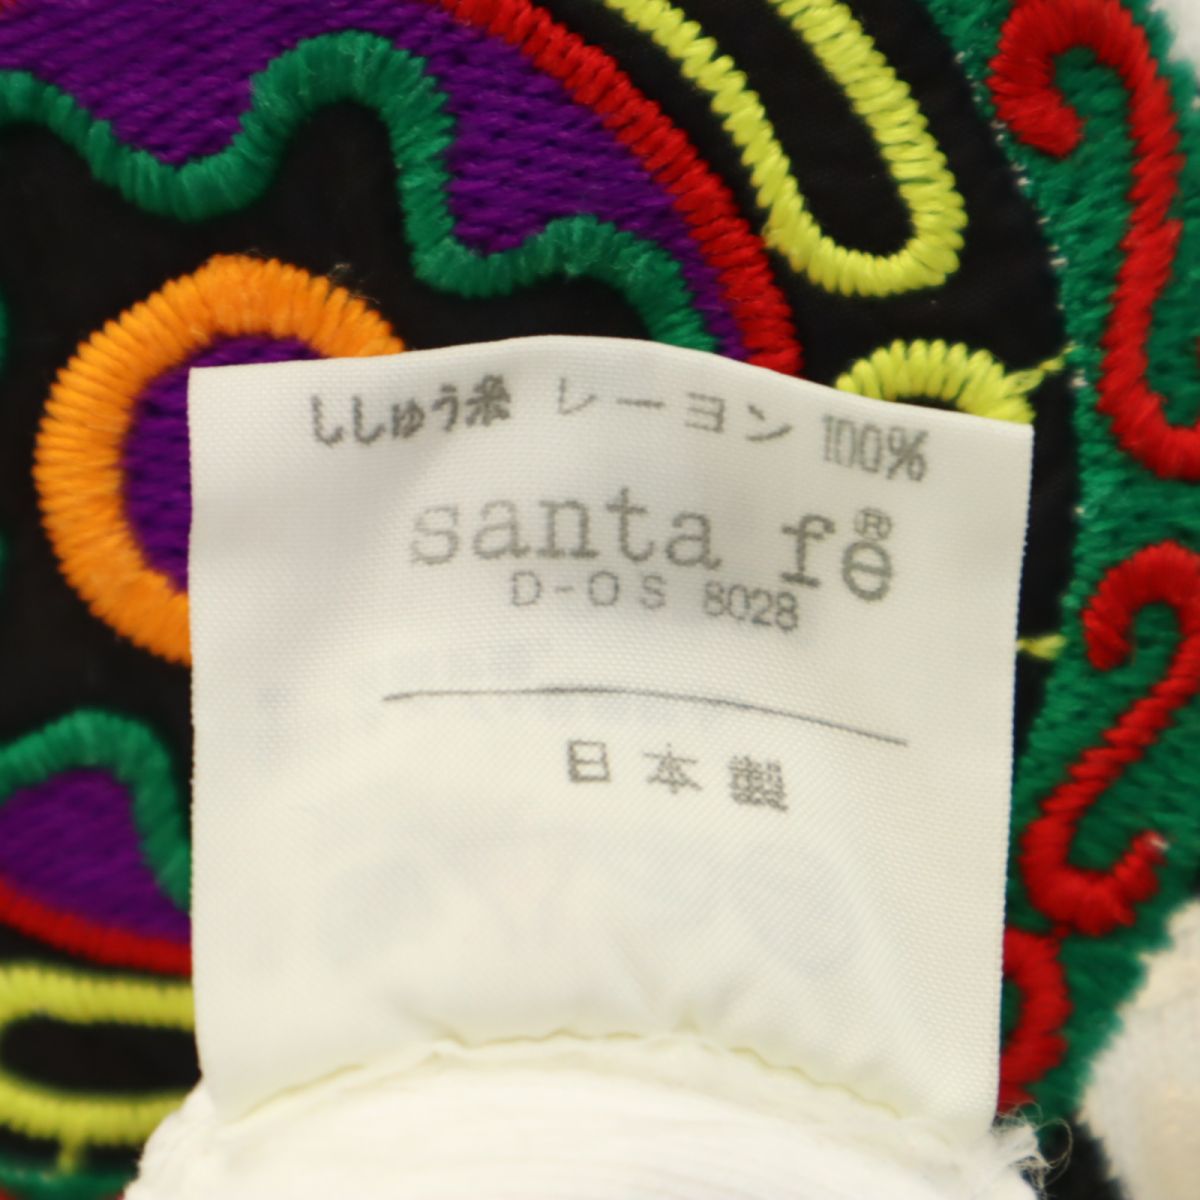 ししゅう糸 レーヨン 100%
santa fe®
D-OS 8028
日本製